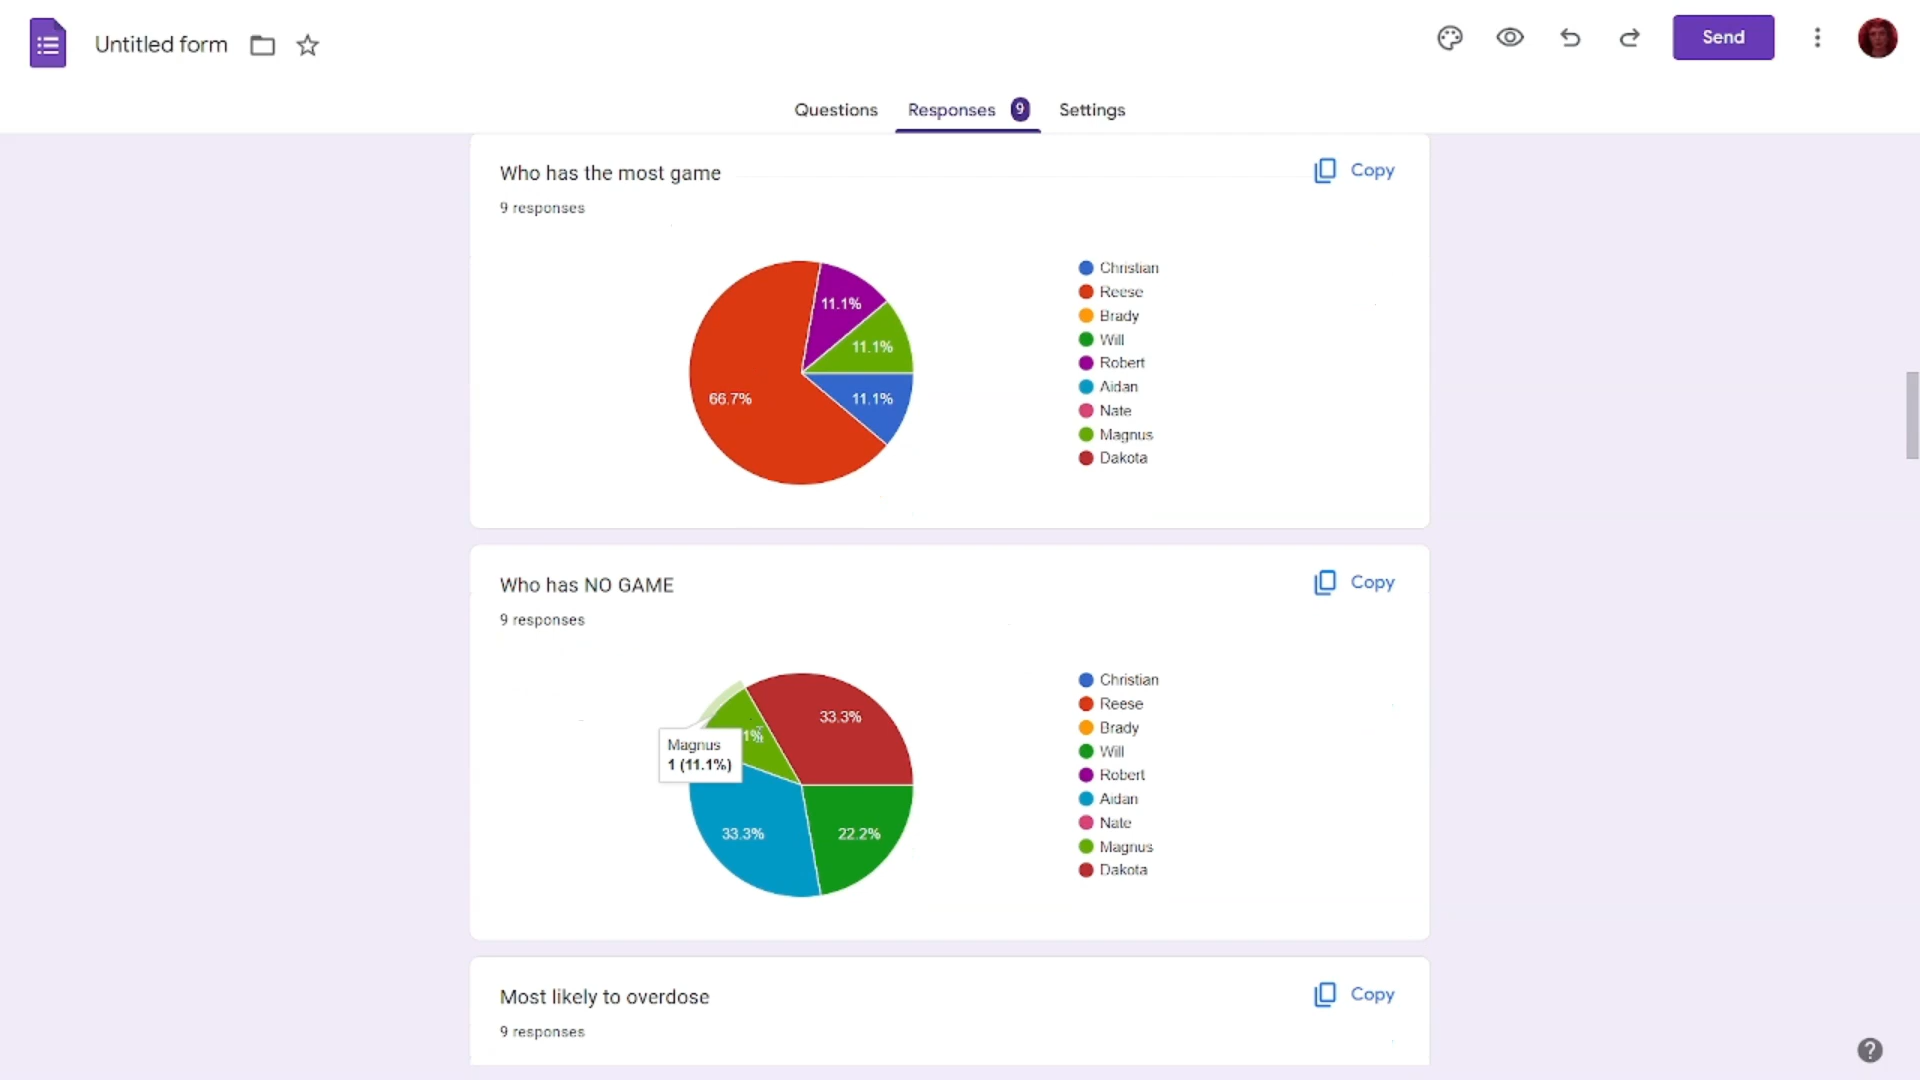 Untitled form
Send
Questions
Responses 9
Settings
Who has the most game
Copy
9 responses
11.1%
11.1%
11.1%
66.7%
Christian
Reese
Brady
Will
Robert
Aidan
Nate
Magnus
Dakota
Who has NO GAME
Copy
9 responses
33.3%
1%
Magnus
1 (11.1%)
33.3%
22.2%
Christian
Reese
Brady
Will
Robert
Aidan
Nate
Magnus
Dakota
Most likely to overdose
Copy
9 responses